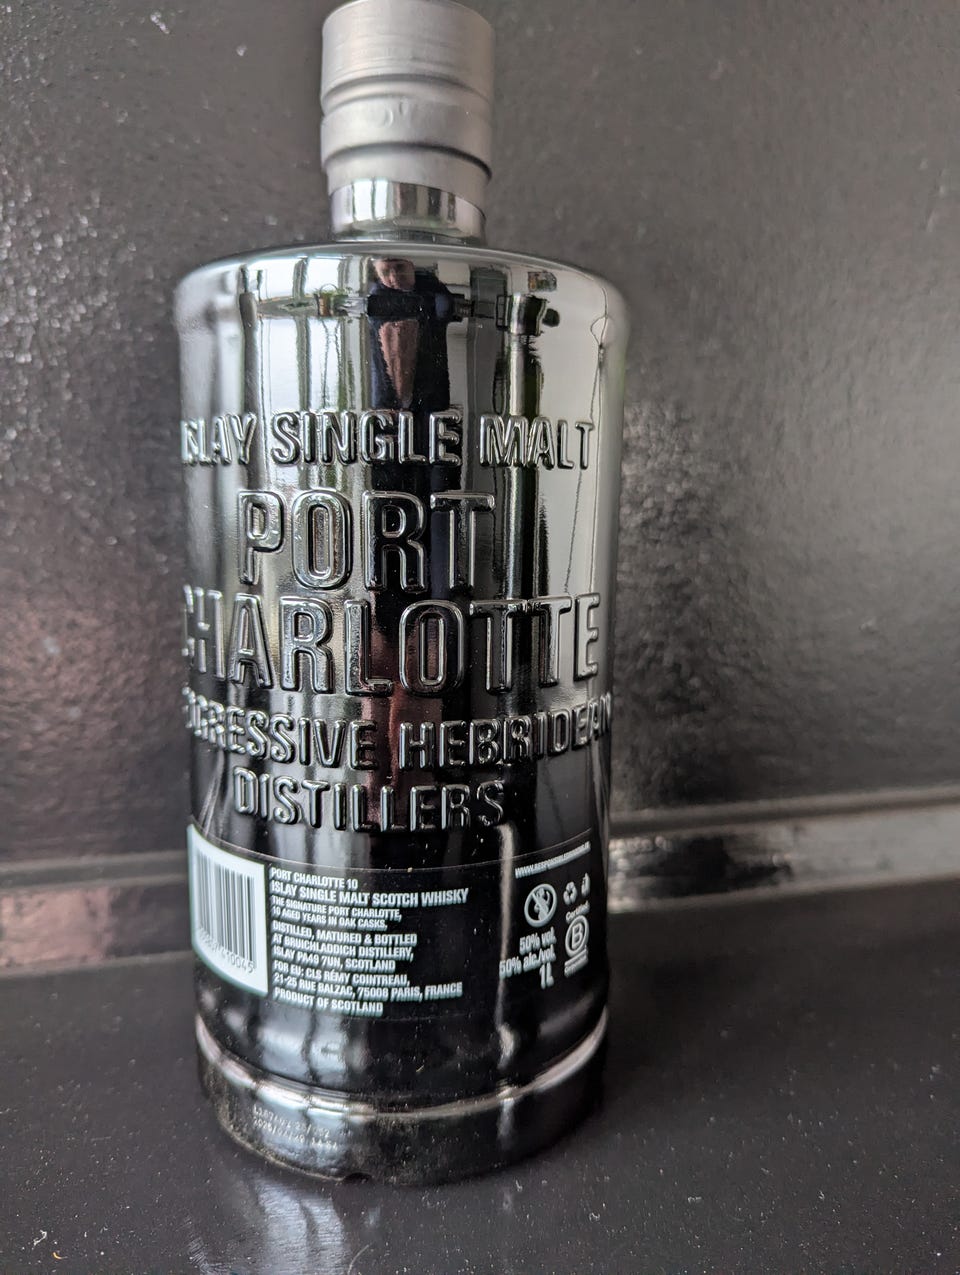 ISLAY SINGLE MALT
PORT
CHARLOTTE
HEBRIDEAN
DISTILLERS
PORT CHARLOTTE 10
ISLAY SINGLE MALT SCOTCH WHISKY
THE SIGNATURE PORT CHARLOTTE,
10 AGED YEARS IN OAK CASKS,
DISTILLED, MATURED & BOTTLED
AT BRUICHLADDICH DISTILLERY,
ISLAY PA49 7UN, SCOTLAND
FOR EU: CLS RÉMY COINTREAU,
21-25 RUE BALZAC, 75008 PARIS, FRANCE
PRODUCT OF SCOTLAND
Certified
B
50% vol.
50% alc./vol.
1L